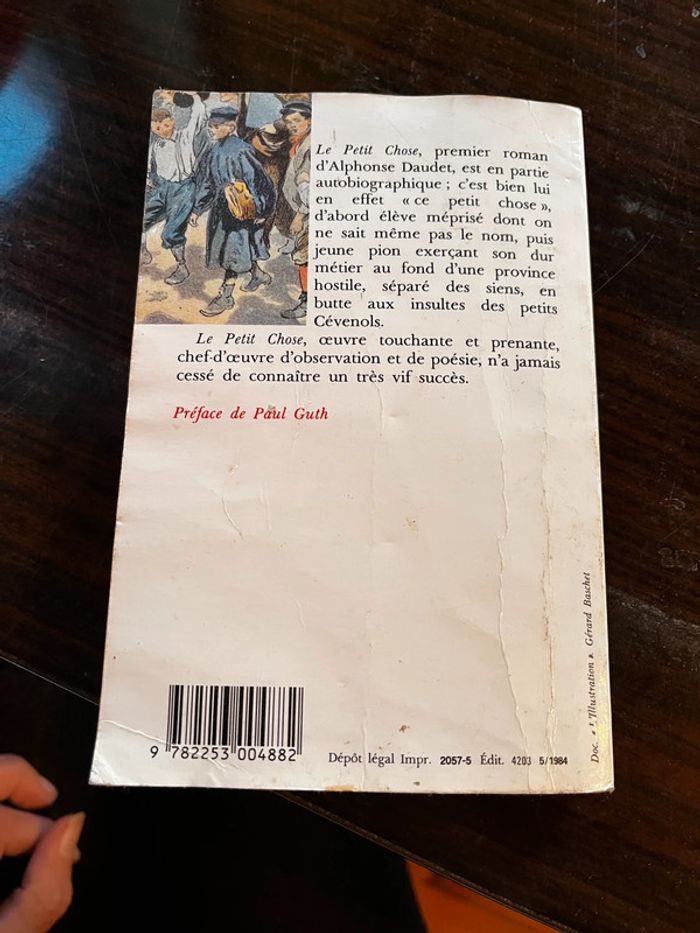 Le Petit Chose, premier roman
d'Alphonse Daudet, est en partie
autobiographique ; c'est bien lui
en effet « ce petit chose »,
d'abord élève méprisé dont on
ne sait même pas le nom, puis
jeune pion exerçant son dur
métier au fond d'une province
hostile, séparé des siens, en
butte aux insultes des petits
Cévenols.
Le Petit Chose, œuvre touchante et prenante,
chef-d'œuvre d'observation et de poésie, n'a jamais
cessé de connaître un très vif succès.
Préface de Paul Guth
Doc. « l'Illustration ». Gérard Baschet
9 782253 004882
Dépôt légal Impr. 2057-5 Édit. 4203 5/1984